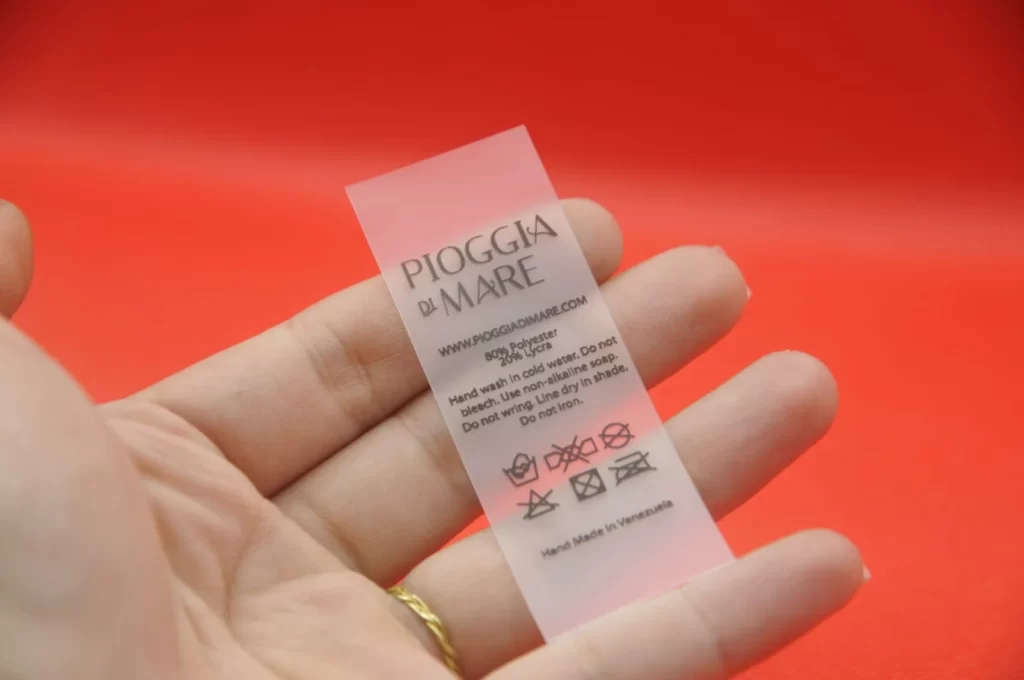 PIOGGIA
DI MARE
WWW.PIOGGIADIMARE.COM
80% Polyester
20% Lycra
Hand wash in cold water. Do not
bleach. Use non-alkaline soap.
Do not wring. Line dry in shade.
Do not Iron.
Hand Made in Venezuela